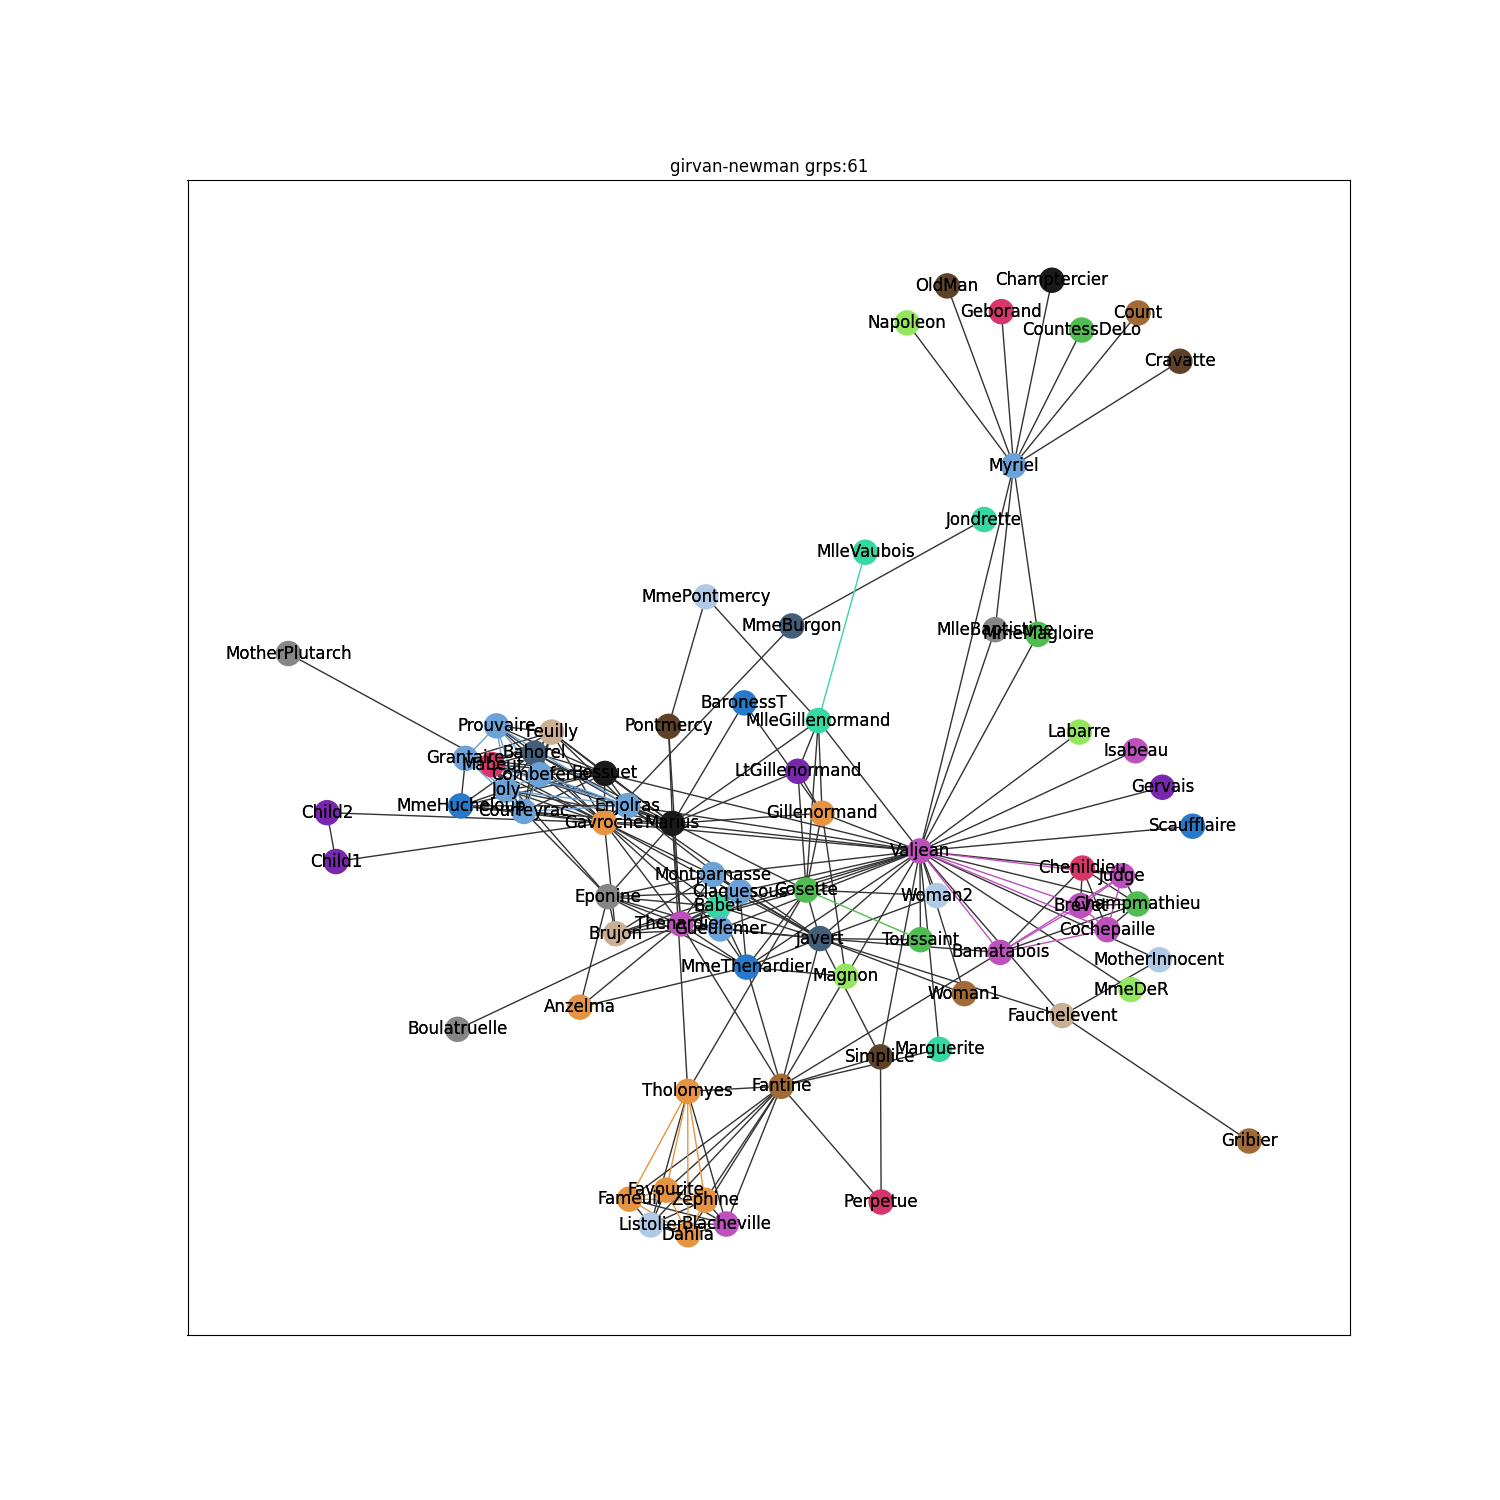 girvan-newman grps:61
Champtercier
OldMan
Geborand
Count
Napoleon
CountessDeLo
Cravatte
Myriel
Jondrette
MlleVaubois
MmePontmercy
MmeBurgon
MlleBaptistine
MmeMagloire
MotherPlutarch
BaronessT
MlleGillenormand
Prouvaire
Feuilly
Pontmercy
Labarre
Isabeau
Grantaire
Bahorel
Mabeuf
Combeferre
Bossuet
LtGillenormand
Gervais
Joly
MmeHucheloup
Courfeyrac
Enjolras
Child2
Gavroche
Marius
Gillenormand
Scaufflaire
Child1
Valjean
Chenildieu
Judge
Montparnasse
Claquesous
Cosette
Eponine
Woman2
Babet
Brevet
Champmathieu
Thenardier
Gueulemer
Brujon
Javert
Toussaint
Cochepaille
Bamatabois
MmeThenardier
MotherInnocent
Magnon
MmeDeR
Woman1
Anzelma
Fauchelevent
Boulatruelle
Simplice
Marguerite
Tholomyes
Fantine
Gribier
Favourite
Fameuil
Zephine
Perpetue
Listolier
Blacheville
Dahlia